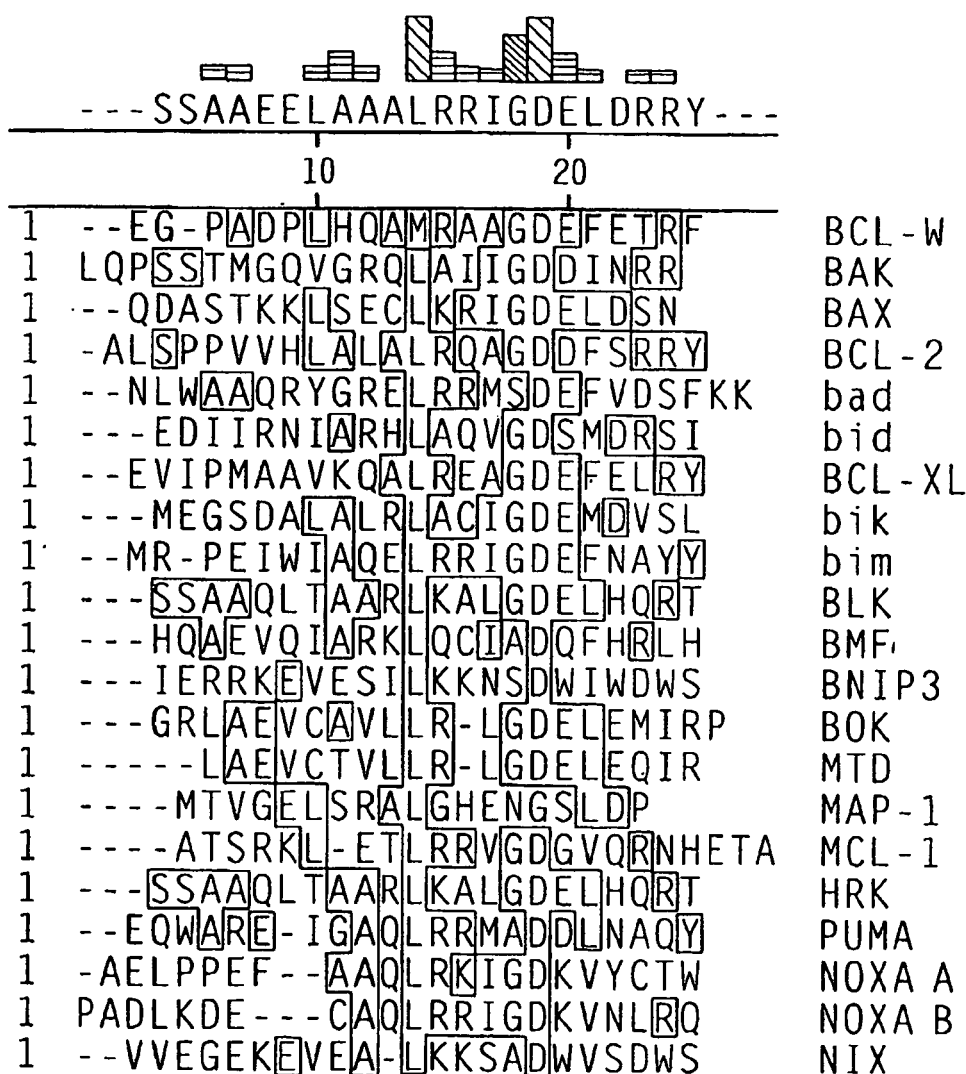 ---SSAAEELAAALRRIGDELDRRY---
10 20
1 --EG-PADPLHQAMRAAGDEFETRF BCL-W
1 LQPSSTMGQVGRQLAIIGDDINRR BAK
1 --QDASTKKLSECLKRIGDELDSN BAX
1 -ALSPPVVHLALALRQAGDDFSRRY BCL-2
1 --NLWAAQRYGRELRRMSDEFVDSFKK bad
1 ---EDIIRNIARHLAQVGDSMDRSI bid
1 --EVIPMAAVKQALREAGDEFELRY BCL-XL
1 ---MEGSDALALRLACIGDEMDVSL bik
1 --MR-PEIWIAQELRRIGDEFNAYY bim
1 ---SSAAQLTAARLKALGDELHQRT BLK
1 ---HQAEVQIARKLQCIADQFHRLH BMF
1 ---IERRKEVESILKKNSDWIWDWS BNIP3
1 ---GRLAEVCAVLLR-LGDELEMIRP BOK
1 -----LAEVCTVLLR-LGDELEQIR MTD
1 ----MTVGELSRALGHENGSLDP MAP-1
1 ----ATSRKL-ETLRRVGDGVQRNHETA MCL-1
1 ---SSAAQLTAARLKALGDELHQRT HRK
1 --EQWARE-IGAQLRRMADDLNAQY PUMA
1 -AELPPEF--AAQLRKIGDKVYCTW NOXA A
1 PADLKDE---CAQLRRIGDKVNLRQ NOXA B
1 --VVEGEKEVEA-LKKSADWVSDWS NIX